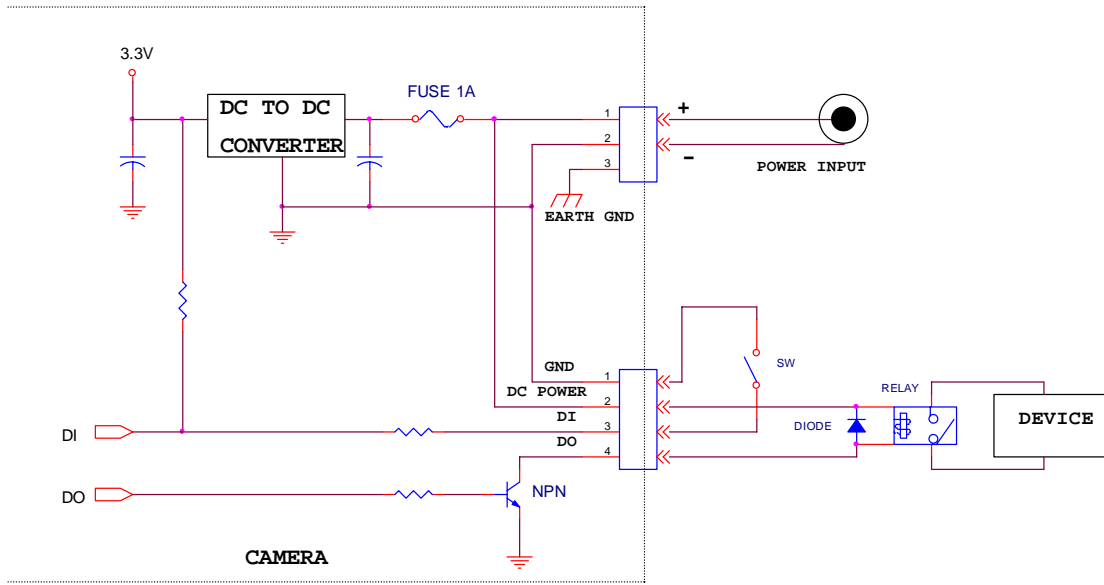 3.3V
FUSE 1A
DC TO DC
CONVERTER
1
2
3
+
-
POWER INPUT
EARTH GND
GND
DC POWER
DI
DO
1
2
3
4
SW
RELAY
DIODE
DEVICE
DI
DO
NPN
CAMERA